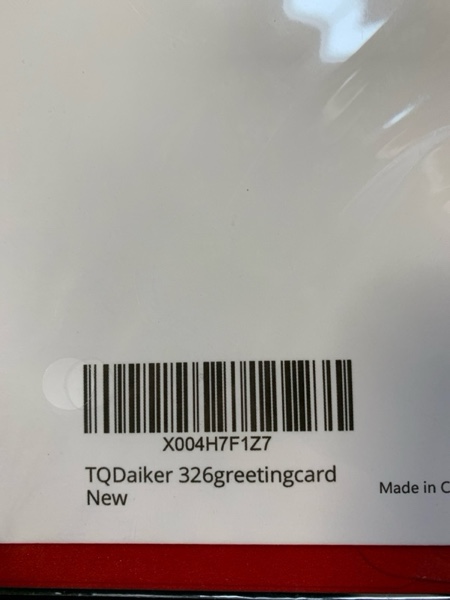 X004H7F1Z7
TQDaiker 326greetingcard
New
Made in C